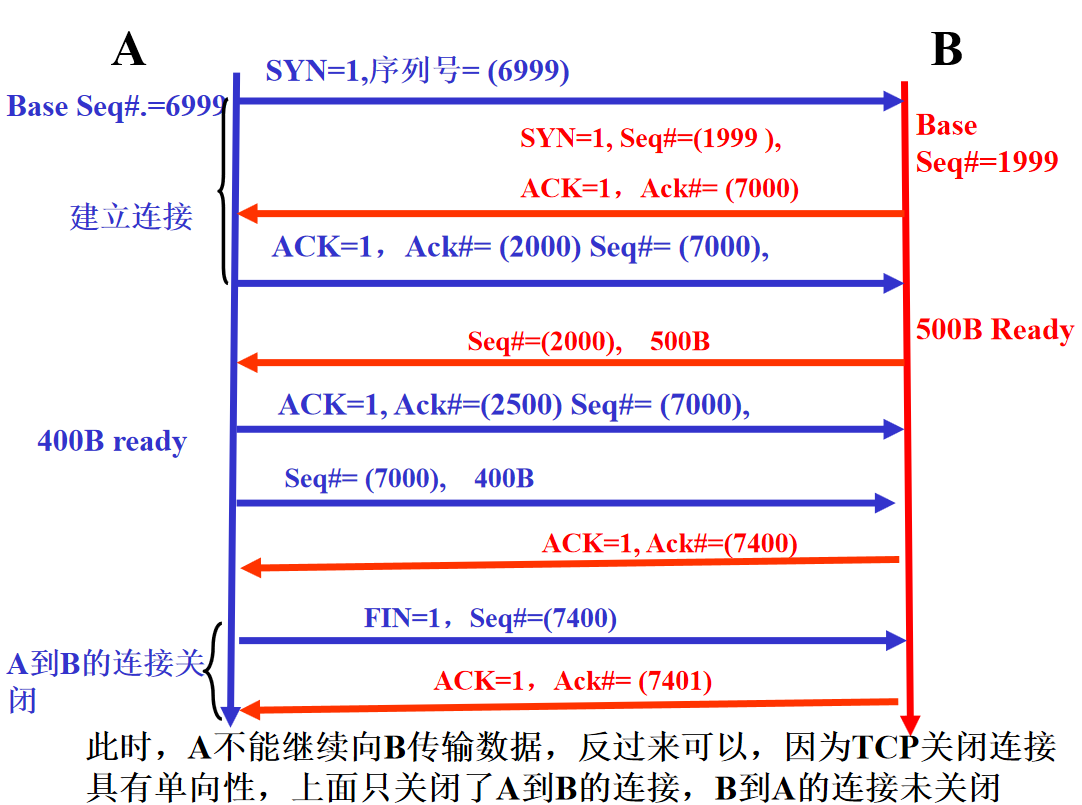 A
B
SYN=1,序列号= (6999)
Base Seq#.=6999
Base
Seq#=1999
SYN=1, Seq#=(1999 ),
ACK=1，Ack#= (7000)
建立连接
ACK=1，Ack#= (2000) Seq#= (7000),
500B Ready
Seq#=(2000), 500B
ACK=1, Ack#=(2500) Seq#= (7000),
400B ready
Seq#= (7000), 400B
ACK=1, Ack#=(7400)
FIN=1，Seq#=(7400)
A到B的连接关
闭
ACK=1，Ack#= (7401)
此时，A不能继续向B传输数据，反过来可以，因为TCP关闭连接
具有单向性，上面只关闭了A到B的连接，B到A的连接未关闭